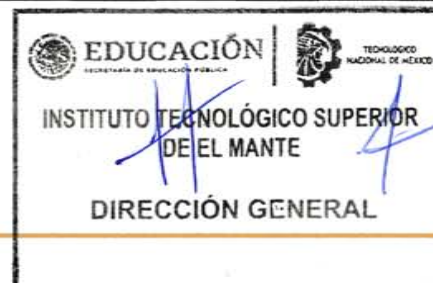 EDUCACIÓN
SECRETARÍA DE EDUCACIÓN PÚBLICA
TECNOLÓGICO
NACIONAL DE MÉXICO
INSTITUTO TECNOLÓGICO SUPERIOR
DE EL MANTE
DIRECCIÓN GENERAL